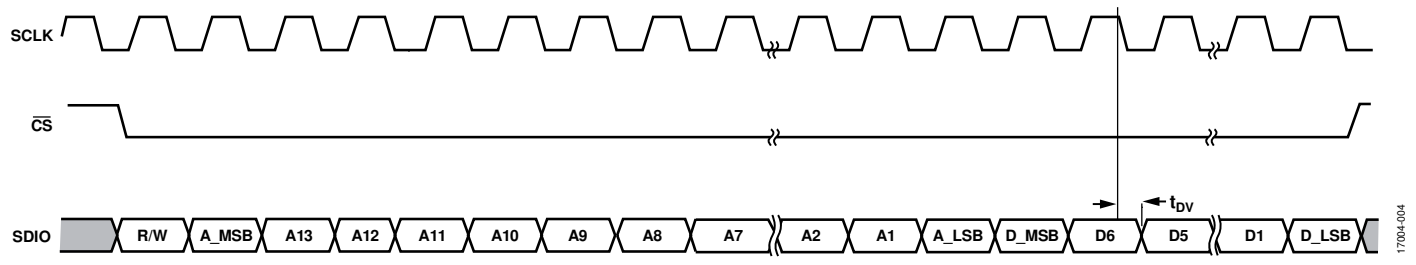 SCLK
CS
t_DV
SDIO R/W A_MSB A13 A12 A11 A10 A9 A8 A7 A2 A1 A_LSB D_MSB D6 D5 D1 D_LSB
17004-004